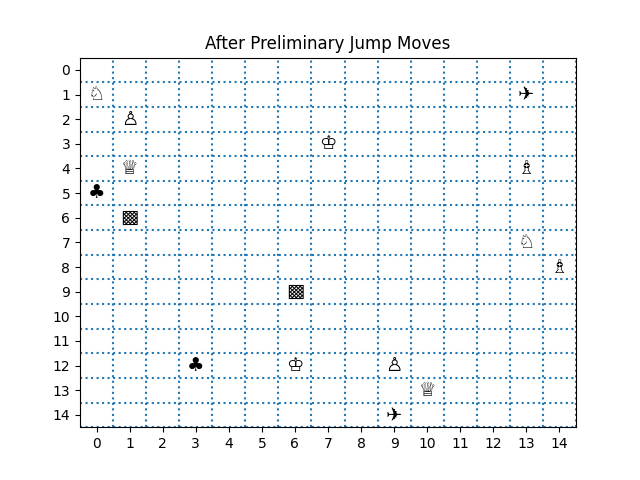 After Preliminary Jump Moves
0
1 ♘ ✈
2 ♙
3 ♔
4 ♕ ♗
5 ♣
6 ▩
7 ♘
8 ♗
9 ▩
10
11
12 ♣ ♔ ♙
13 ♕
14 ✈
0 1 2 3 4 5 6 7 8 9 10 11 12 13 14